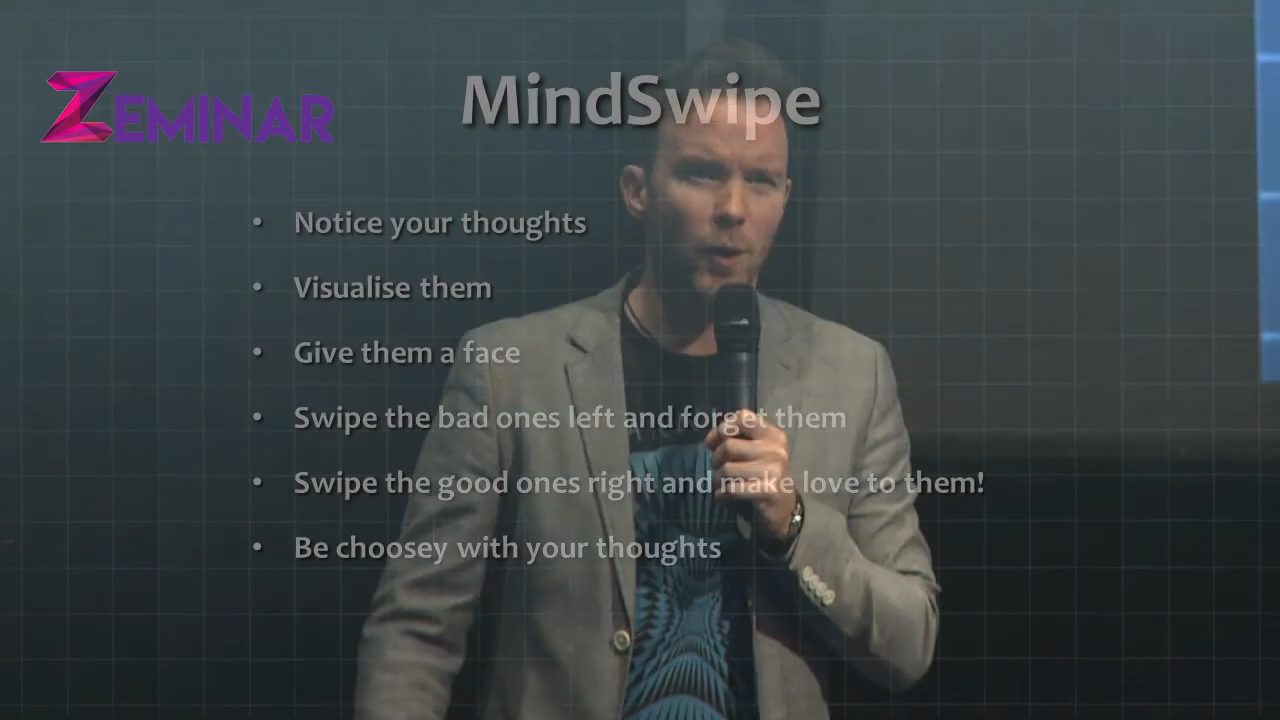 ZEMINAR
MindSwipe
• Notice your thoughts
• Visualise them
• Give them a face
• Swipe the bad ones left and forget them
• Swipe the good ones right and make love to them!
• Be choosey with your thoughts